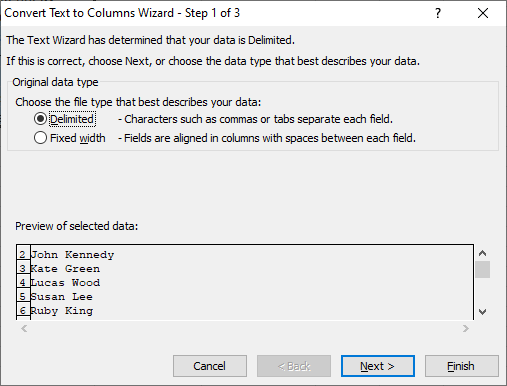 Convert Text to Columns Wizard - Step 1 of 3
The Text Wizard has determined that your data is Delimited.
If this is correct, choose Next, or choose the data type that best describes your data.
Original data type
Choose the file type that best describes your data:
Delimited - Characters such as commas or tabs separate each field.
Fixed width - Fields are aligned in columns with spaces between each field.
Preview of selected data:
2 John Kennedy
3 Kate Green
4 Lucas Wood
5 Susan Lee
6 Ruby King
Cancel < Back Next > Finish